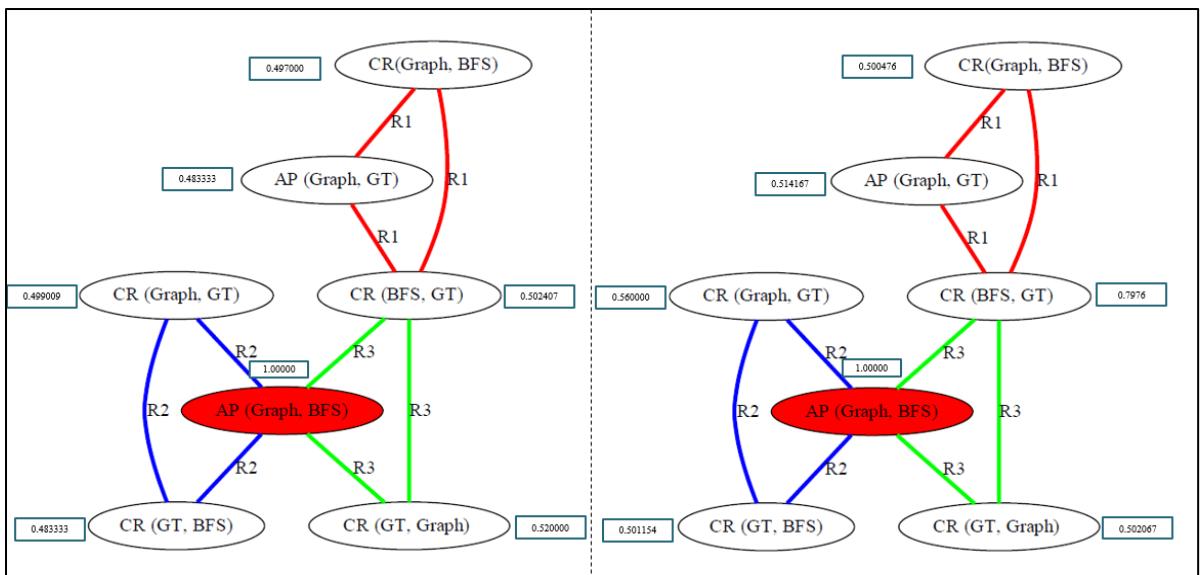 0.497000
CR(Graph, BFS)
R1
0.483333
AP (Graph, GT)
R1
R1
0.499009
CR (Graph, GT)
CR (BFS, GT)
0.502407
R2
R3
1.00000
AP (Graph, BFS)
R2
R3
R2
R3
0.483333
CR (GT, BFS)
CR (GT, Graph)
0.520000
0.500476
CR(Graph, BFS)
R1
0.514167
AP (Graph, GT)
R1
R1
0.560000
CR (Graph, GT)
CR (BFS, GT)
0.7976
R2
R3
1.00000
AP (Graph, BFS)
R2
R3
R2
R3
0.501154
CR (GT, BFS)
CR (GT, Graph)
0.502067